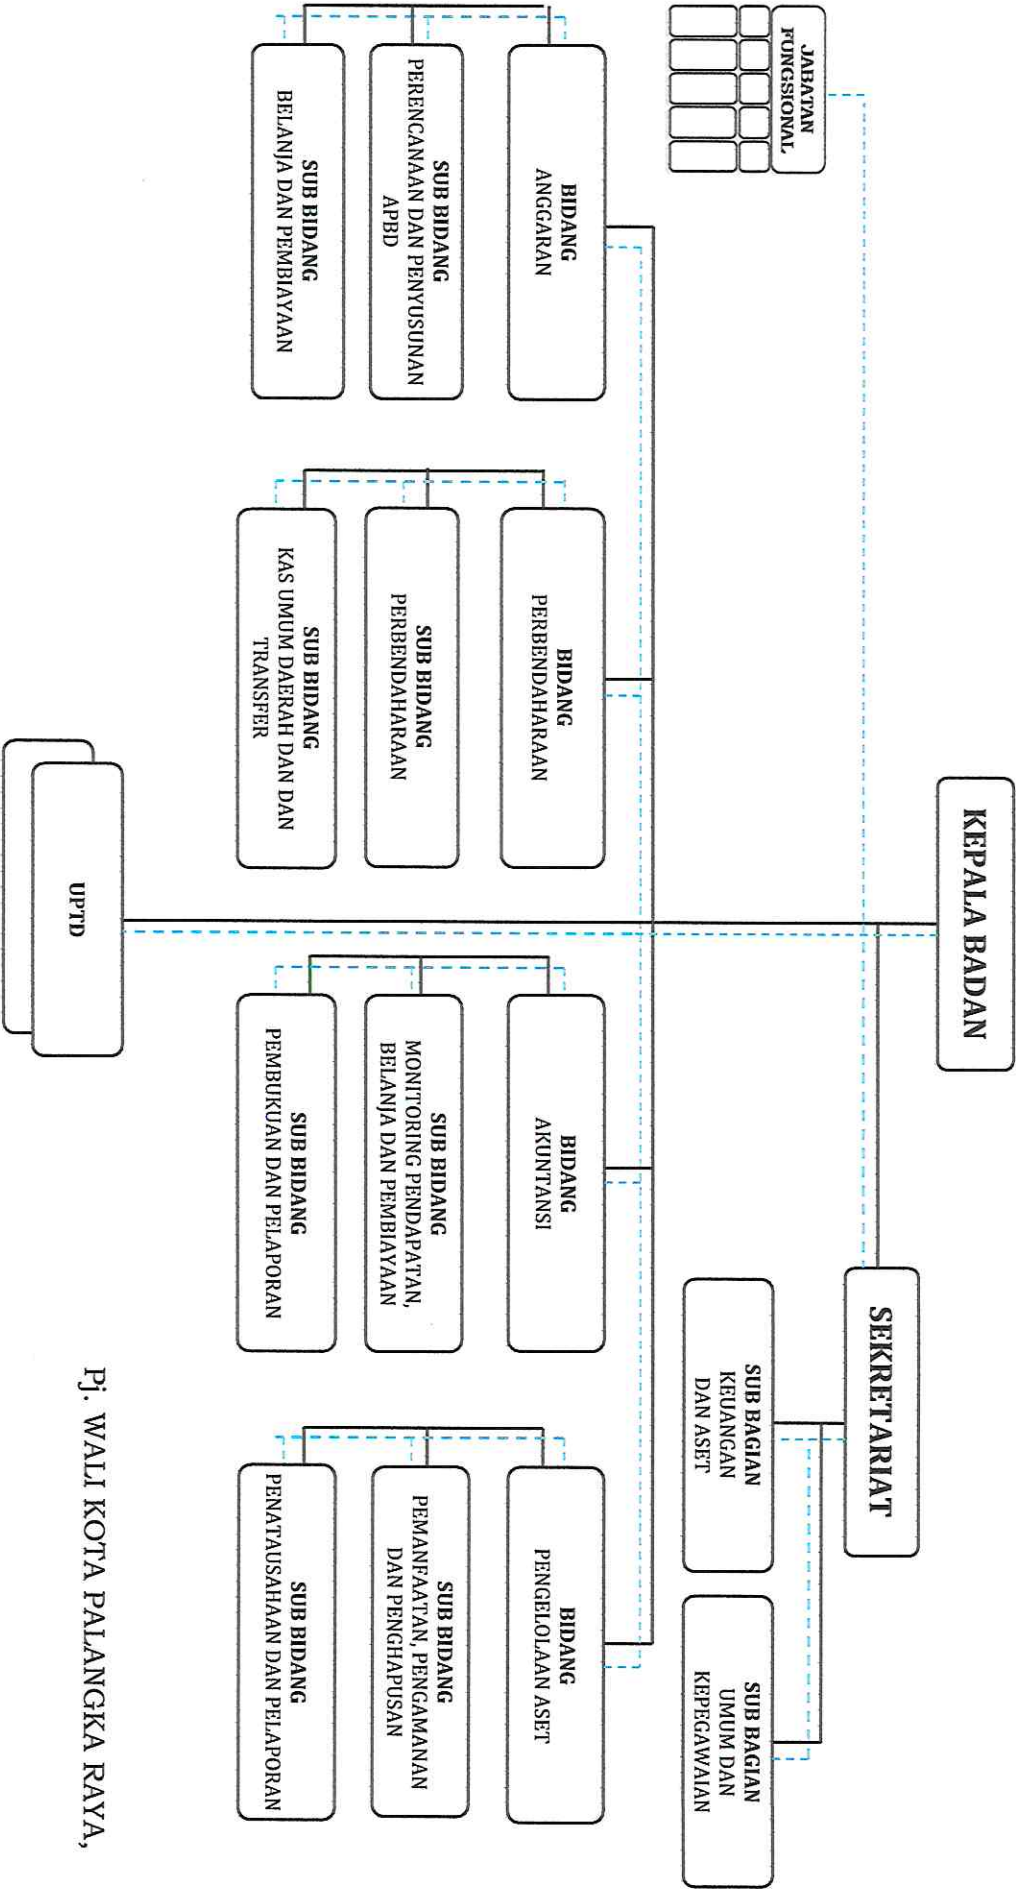 KEPALA BADAN
SEKRETARIAT
JABATAN
FUNGSIONAL
SUB BAGIAN
KEUANGAN
DAN ASET
SUB BAGIAN
UMUM DAN
KEPEGAWAIAN
BIDANG
ANGGARAN
BIDANG
PERBENDAHARAAN
BIDANG
AKUNTANSI
BIDANG
PENGELOLAAN ASET
SUB BIDANG
PERENCANAAN DAN PENYUSUNAN
APBD
SUB BIDANG
PERBENDAHARAAN
SUB BIDANG
MONITORING PENDAPATAN,
BELANJA DAN PEMBIAYAAN
SUB BIDANG
PEMANFAATAN, PENGAMANAN
DAN PENGHAPUSAN
SUB BIDANG
BELANJA DAN PEMBIAYAAN
SUB BIDANG
KAS UMUM DAERAH DAN DAN
TRANSFER
SUB BIDANG
PEMBUKUAN DAN PELAPORAN
SUB BIDANG
PENATAUSAHAAN DAN PELAPORAN
UPTD
Pj. WALI KOTA PALANGKA RAYA,